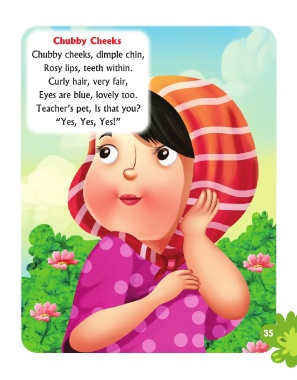 Chubby Cheeks
Chubby cheeks, dimple chin,
Rosy lips, teeth within.
Curly hair, very fair,
Eyes are blue, lovely too.
Teacher's pet, Is that you?
“Yes, Yes, Yes!”
35